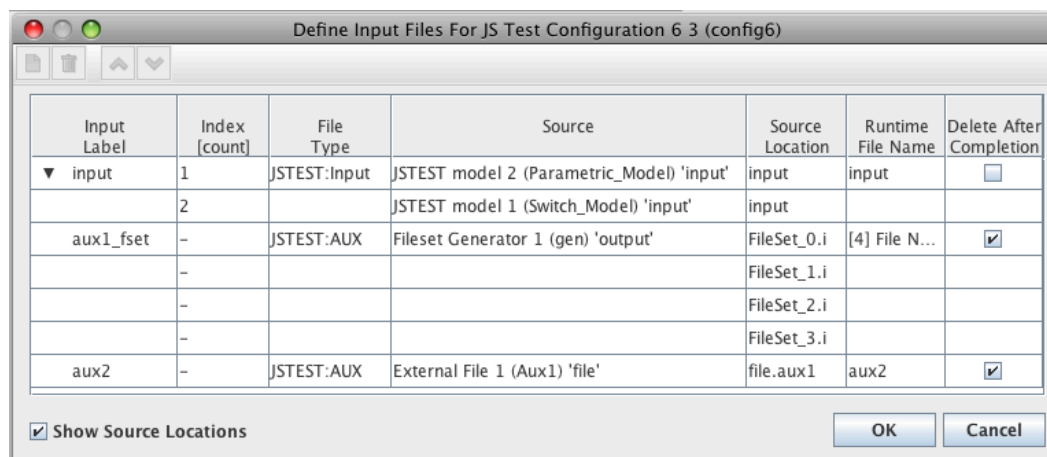 Define Input Files For JS Test Configuration 6 3 (config6)
Input Label Index [count] File Type Source Source Location Runtime File Name Delete After Completion
▼ input 1 JSTEST:Input JSTEST model 2 (Parametric_Model) 'input' input input
2 JSTEST model 1 (Switch_Model) 'input' input
aux1_fset – JSTEST:AUX Fileset Generator 1 (gen) 'output' FileSet_0.i [4] File N...
– FileSet_1.i
– FileSet_2.i
– FileSet_3.i
aux2 – JSTEST:AUX External File 1 (Aux1) 'file' file.aux1 aux2
Show Source Locations OK Cancel